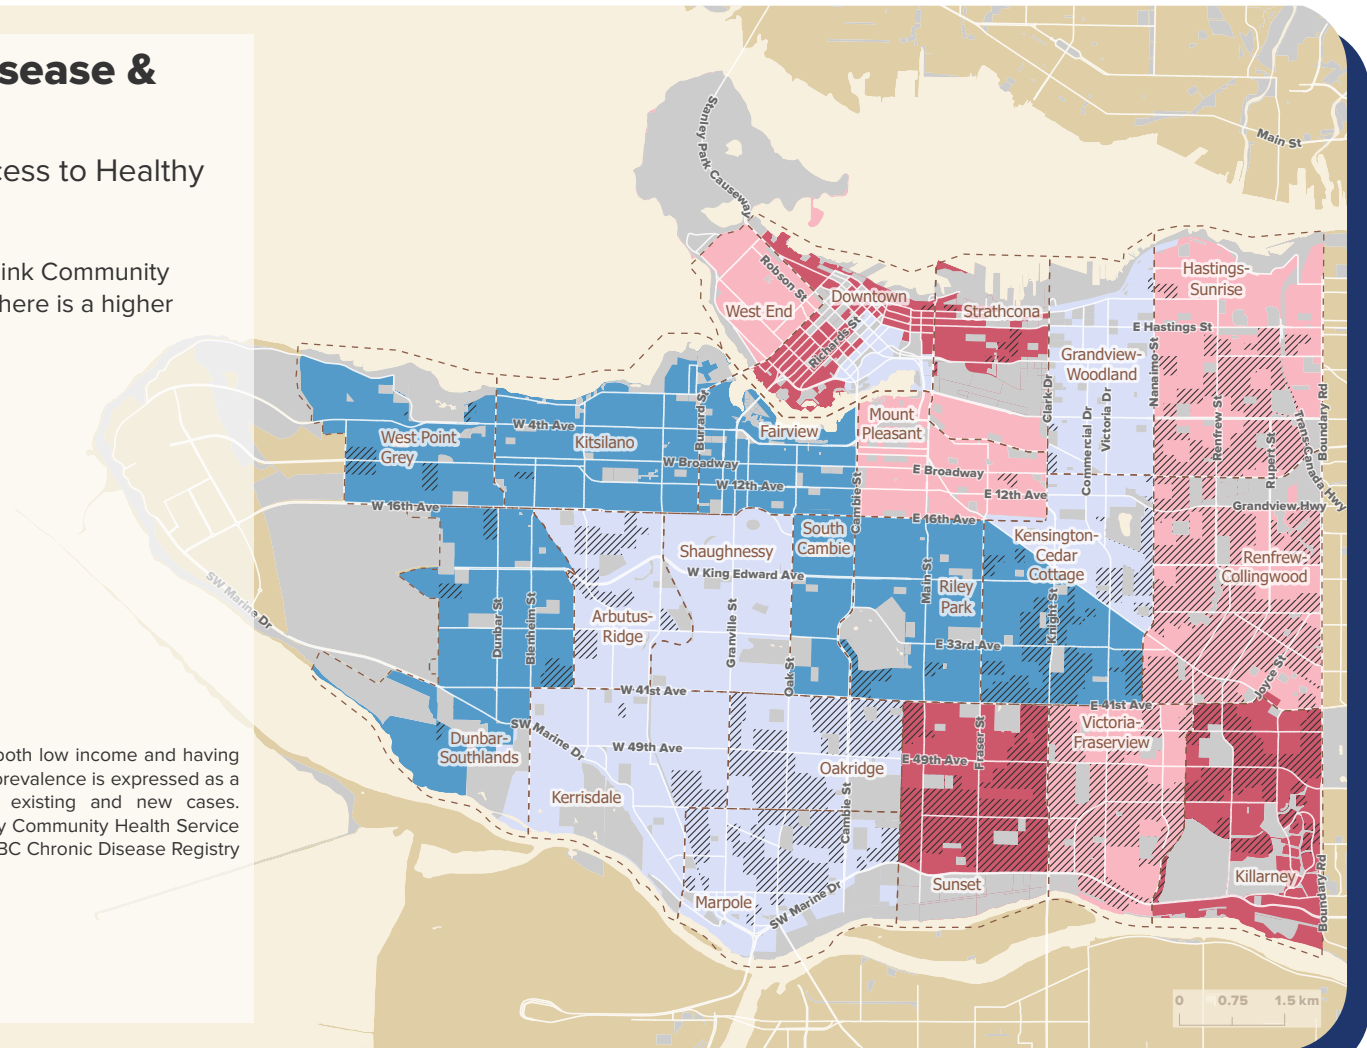 sease &
cess to Healthy
ink Community
here is a higher
both low income and having
prevalence is expressed as a
existing and new cases.
y Community Health Service
BC Chronic Disease Registry
Main St
Stanley Park Causeway
Robson St
West End
Downtown
Richards St
Strathcona
Hastings-
Sunrise
E Hastings St
Grandview-
Woodland
Nanaimo St
Clark Dr
Commercial Dr
Victoria Dr
Renfrew St
Rupert St
Trans-Canada Hwy
Boundary Rd
West Point
Grey
W 4th Ave
Kitsilano
Burrard St
Fairview
Mount
Pleasant
W Broadway
W 12th Ave
E Broadway
E 12th Ave
Cambie St
W 16th Ave
E 16th Ave
Grandview Hwy
South
Cambie
Shaughnessy
W King Edward Ave
Kensington-
Cedar
Cottage
Renfrew-
Collingwood
SW Marine Dr
Dunbar St
Blenheim St
Arbutus-
Ridge
Granville St
Oak St
Main St
Riley
Park
Knight St
E 33rd Ave
Joyce St
W 41st Ave
E 41st Ave
Dunbar-
Southlands
SW Marine Dr
W 49th Ave
Oakridge
E 49th Ave
Fraser St
Victoria-
Fraserview
Kerrisdale
Cambie St
Marpole
SW Marine Dr
Sunset
Killarney
Boundary Rd
0 0.75 1.5 km